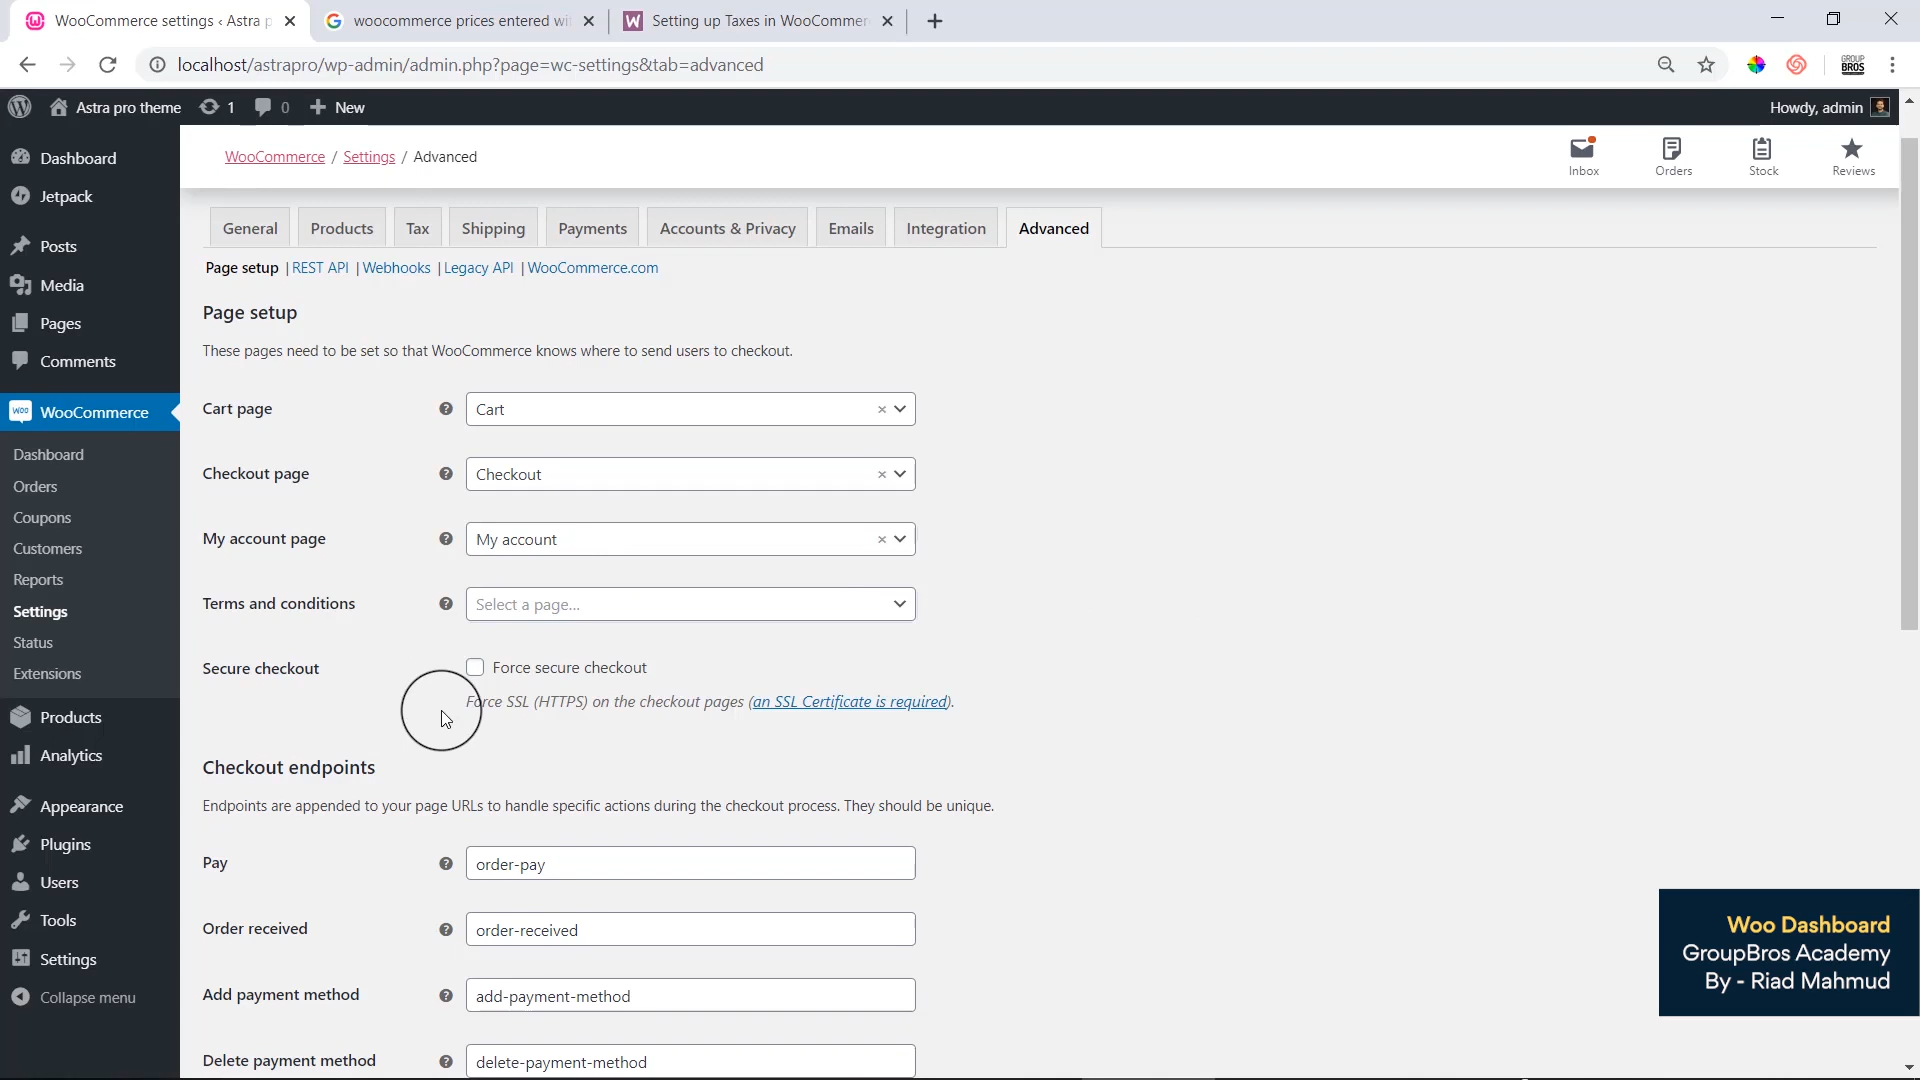 WooCommerce settings ‹ Astra p
woocommerce prices entered wi
W Setting up Taxes in WooCommer
localhost/astrapro/wp-admin/admin.php?page=wc-settings&tab=advanced
GROUP
BROS
Astra pro theme 1 0 New
Howdy, admin
Dashboard
Jetpack
Posts
Media
Pages
Comments
Woo WooCommerce
Dashboard
Orders
Coupons
Customers
Reports
Settings
Status
Extensions
Products
Analytics
Appearance
Plugins
Users
Tools
Settings
Collapse menu
WooCommerce / Settings / Advanced
Inbox
Orders
Stock
Reviews
General
Products
Tax
Shipping
Payments
Accounts & Privacy
Emails
Integration
Advanced
Page setup | REST API | Webhooks | Legacy API | WooCommerce.com
Page setup
These pages need to be set so that WooCommerce knows where to send users to checkout.
Cart page ? Cart ×
Checkout page ? Checkout ×
My account page ? My account ×
Terms and conditions ? Select a page...
Secure checkout Force secure checkout
Force SSL (HTTPS) on the checkout pages (an SSL Certificate is required).
Checkout endpoints
Endpoints are appended to your page URLs to handle specific actions during the checkout process. They should be unique.
Pay ? order-pay
Order received ? order-received
Add payment method ? add-payment-method
Delete payment method ? delete-payment-method
Woo Dashboard
GroupBros Academy
By - Riad Mahmud